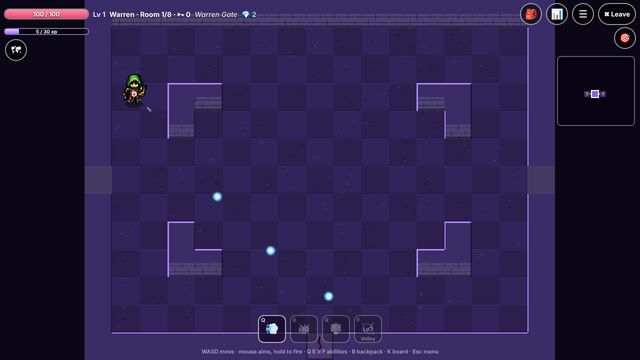 100 / 100
Lv 1 Warren · Room 1/8 · 0 Warren Gate 2
Leave
5 / 30 xp
? ?
Q E R F
Lv7
Volley
WASD move · mouse aims, hold to fire · Q E R F abilities · B backpack · K board · Esc menu